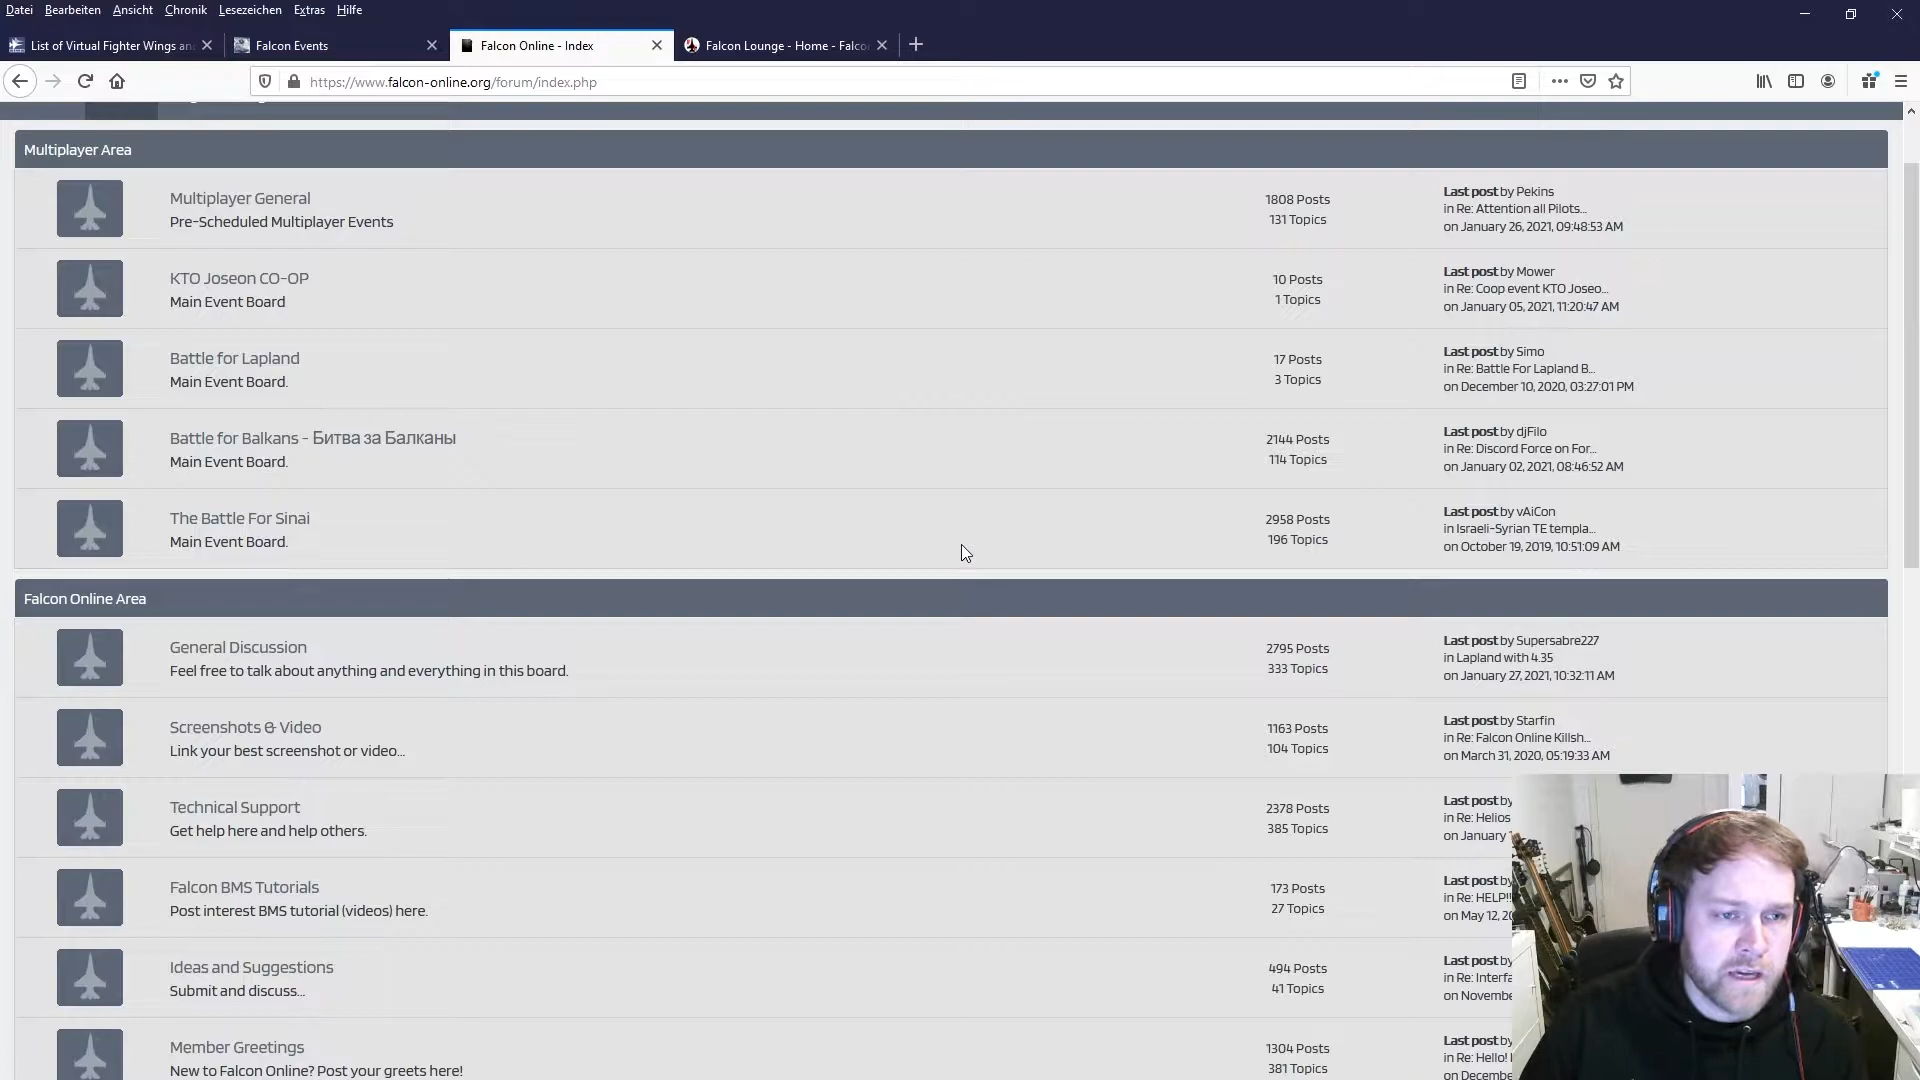 Datei Bearbeiten Ansicht Chronik Lesezeichen Extras Hilfe
List of Virtual Fighter Wings an
Falcon Events
Falcon Online - Index
Falcon Lounge - Home - Falco
https://www.falcon-online.org/forum/index.php
Multiplayer Area
Multiplayer General
Pre-Scheduled Multiplayer Events
1808 Posts
131 Topics
Last post by Pekins
in Re: Attention all Pilots...
on January 26, 2021, 09:48:53 AM
KTO Joseon CO-OP
Main Event Board
10 Posts
1 Topics
Last post by Mower
in Re: Coop event KTO Joseo...
on January 05, 2021, 11:20:47 AM
Battle for Lapland
Main Event Board.
17 Posts
3 Topics
Last post by Simo
in Re: Battle For Lapland B...
on December 10, 2020, 03:27:01 PM
Battle for Balkans - Битва за Балканы
Main Event Board.
2144 Posts
114 Topics
Last post by djFilo
in Re: Discord Force on For...
on January 02, 2021, 08:46:52 AM
The Battle For Sinai
Main Event Board.
2958 Posts
196 Topics
Last post by vAiCon
in Israeli-Syrian TE templa...
on October 19, 2019, 10:51:09 AM
Falcon Online Area
General Discussion
Feel free to talk about anything and everything in this board.
2795 Posts
333 Topics
Last post by Supersabre227
in Lapland with 4.35
on January 27, 2021, 10:32:11 AM
Screenshots & Video
Link your best screenshot or video...
1163 Posts
104 Topics
Last post by Starfin
in Re: Falcon Online Killsh...
on March 31, 2020, 05:19:33 AM
Technical Support
Get help here and help others.
2378 Posts
385 Topics
Last post by
in Re: Helios
on January
Falcon BMS Tutorials
Post interest BMS tutorial (videos) here.
173 Posts
27 Topics
Last post by
in Re: HELP!!
on May 12, 20
Ideas and Suggestions
Submit and discuss...
494 Posts
41 Topics
Last post by
in Re: Interfa
on Novembe
Member Greetings
New to Falcon Online? Post your greets here!
1304 Posts
381 Topics
Last post by
in Re: Hello!
on Decembe